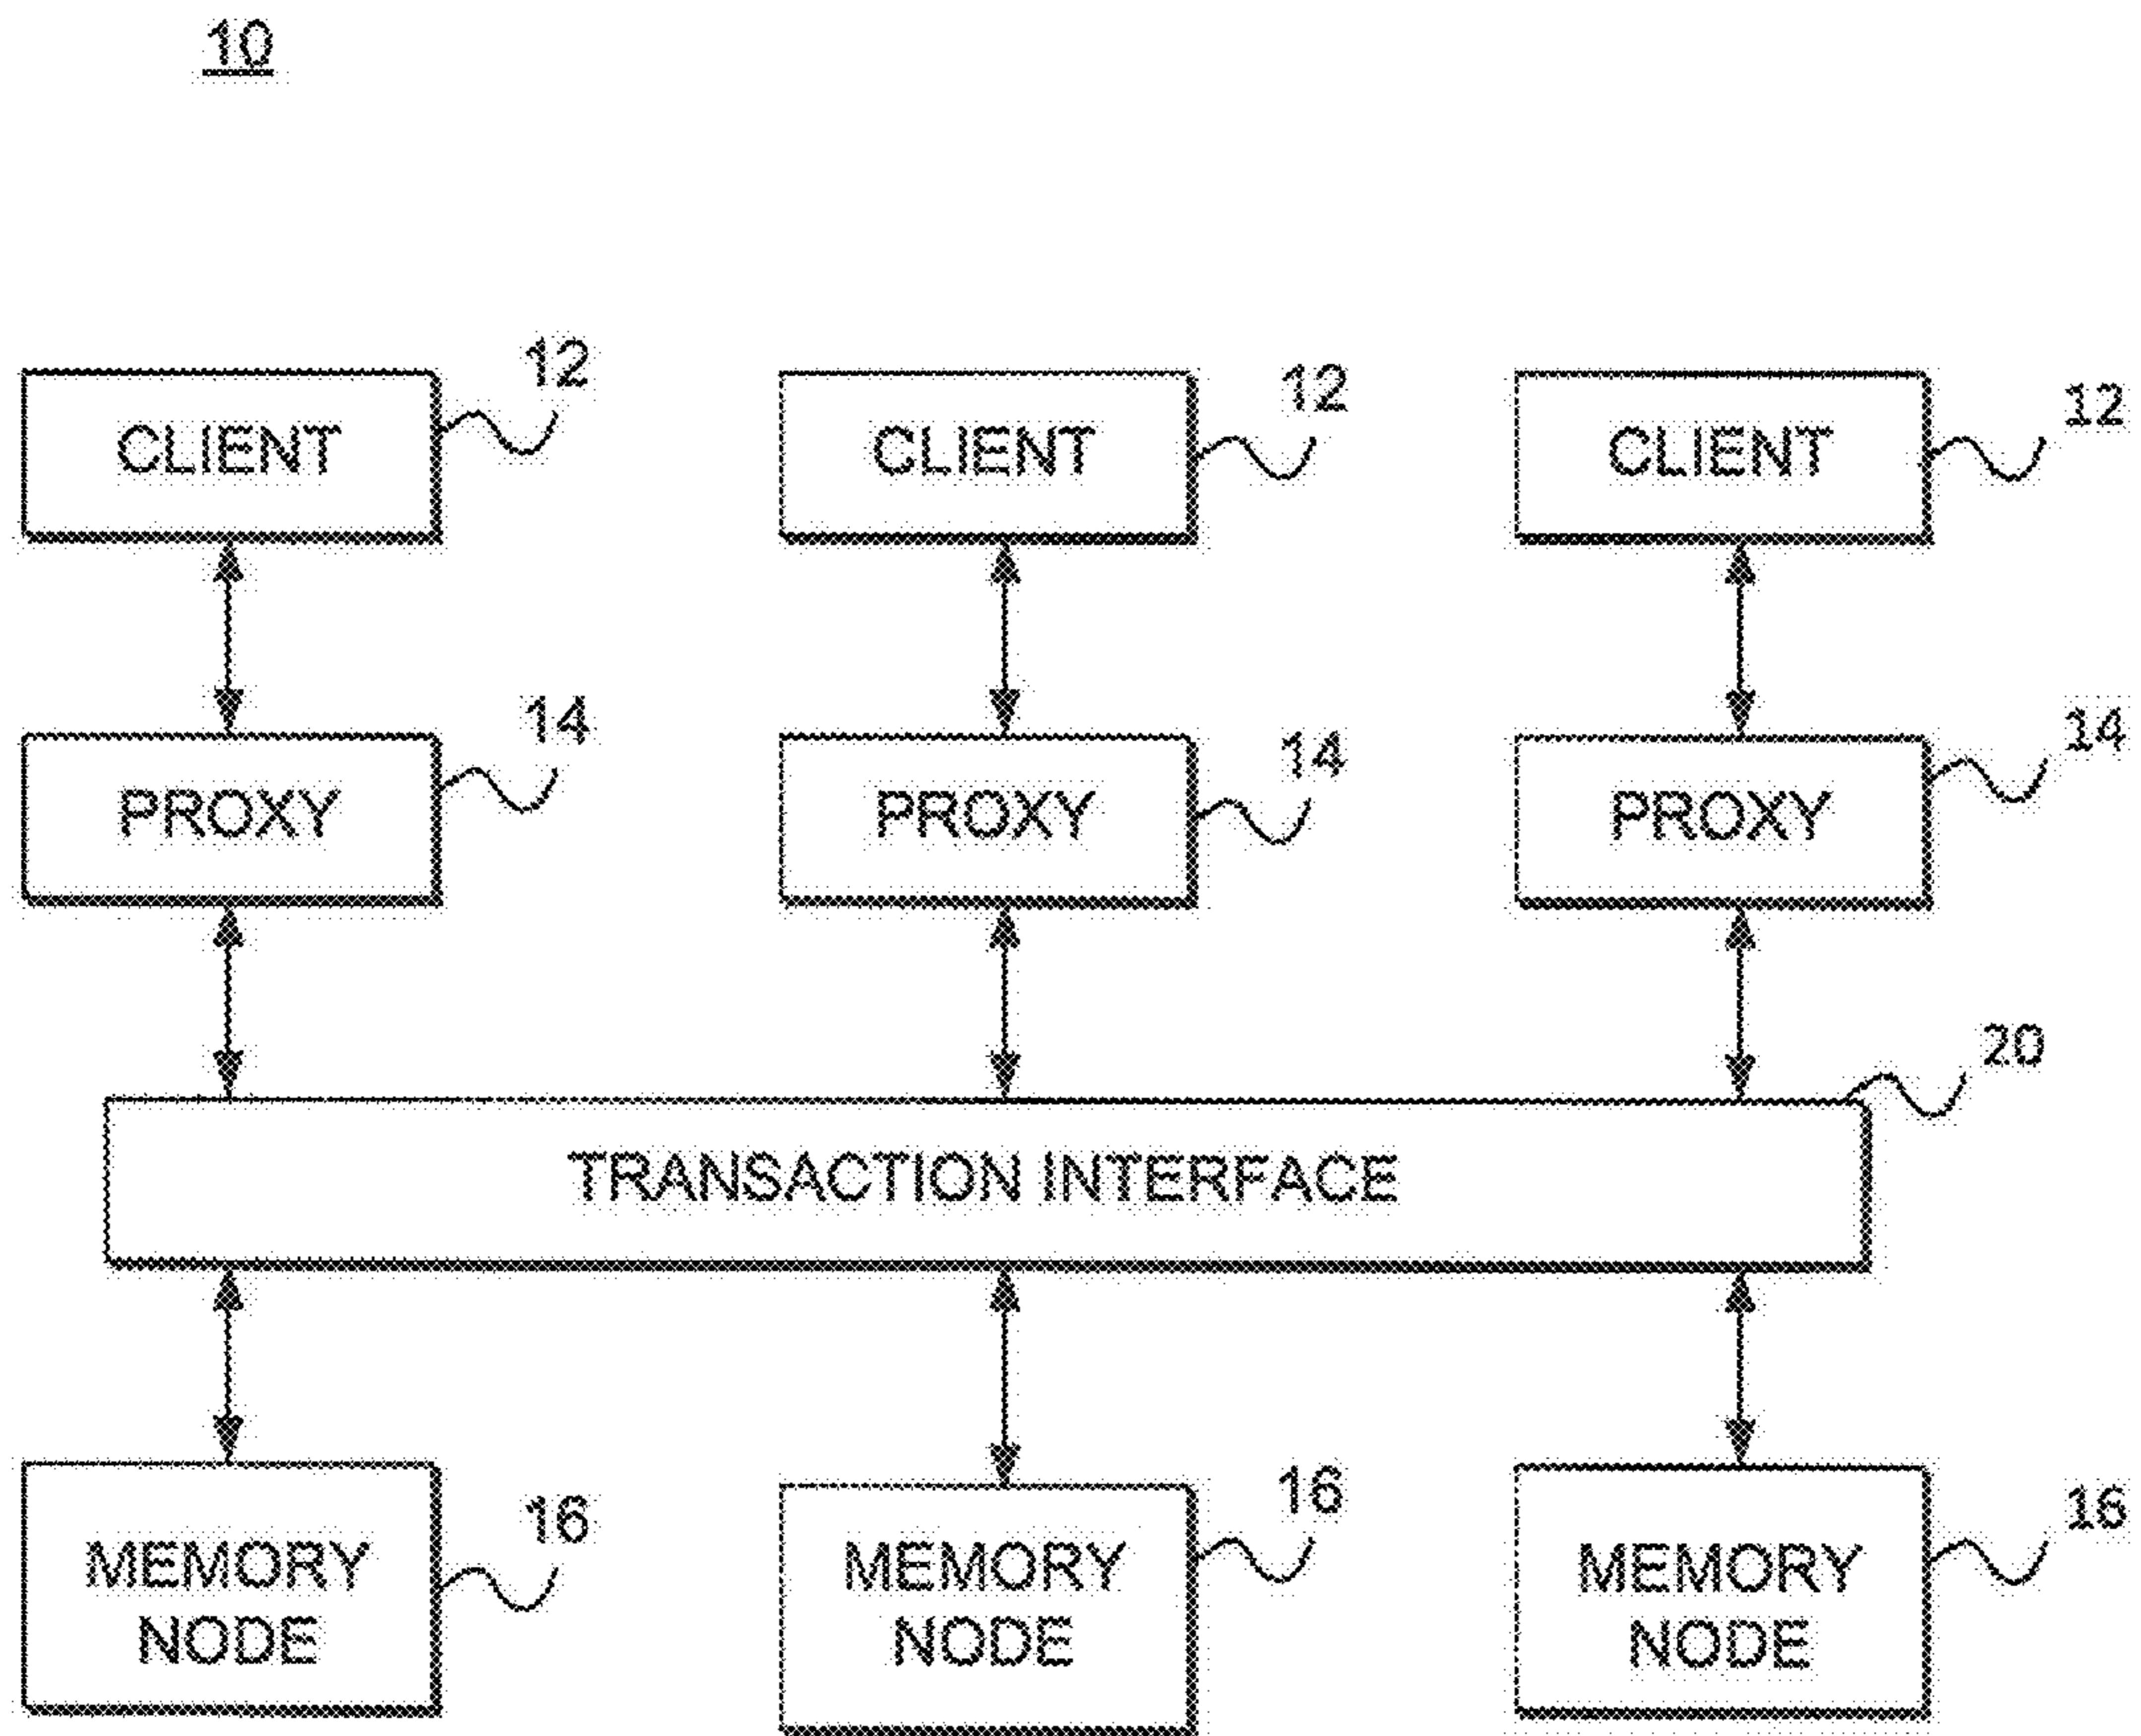 10
12
12
12
CLIENT
CLIENT
CLIENT
14
14
14
PROXY
PROXY
PROXY
20
TRANSACTION INTERFACE
16
16
16
MEMORY
NODE
MEMORY
NODE
MEMORY
NODE